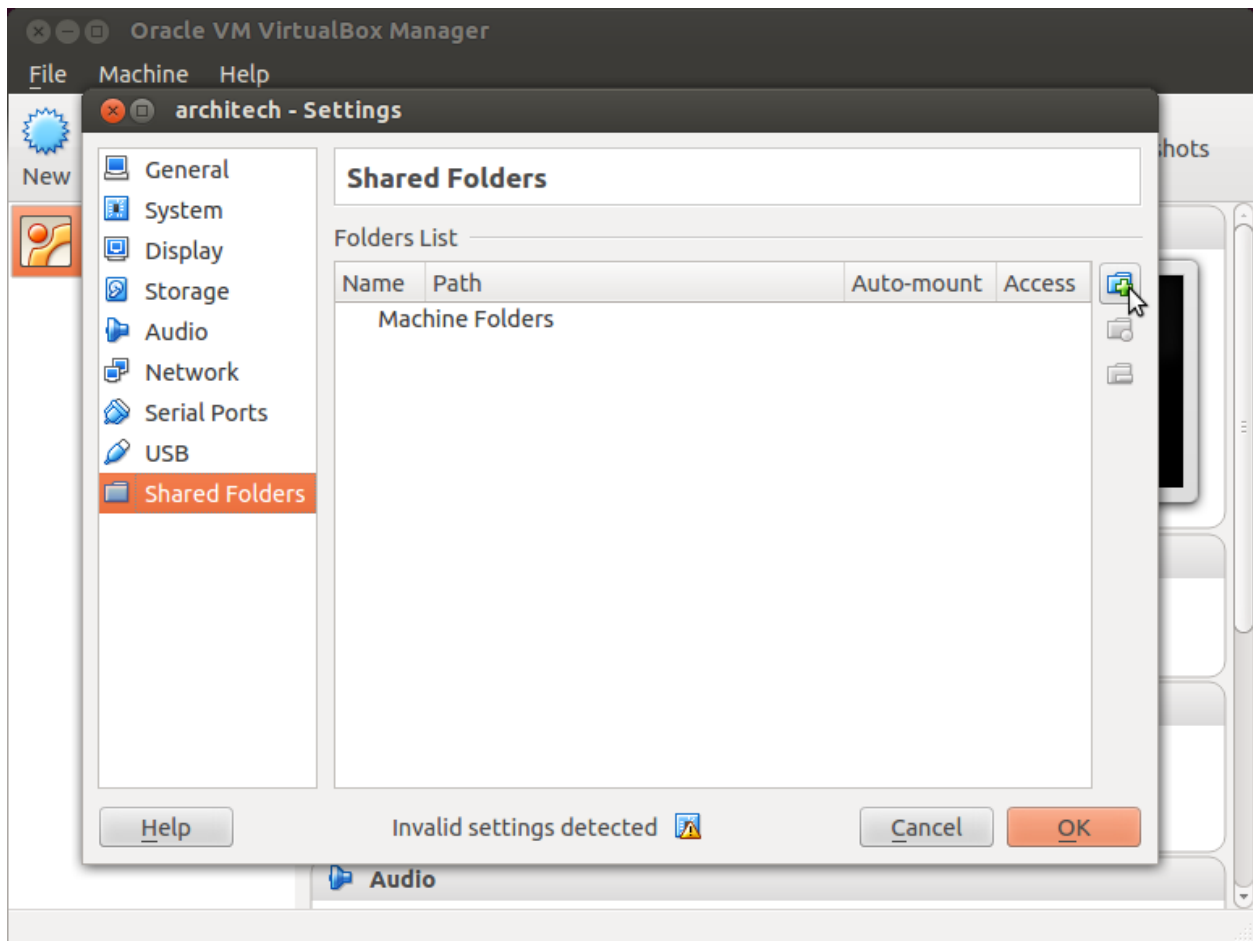 Oracle VM VirtualBox Manager
File Machine Help
architech - Settings
New
General
System
Display
Storage
Audio
Network
Serial Ports
USB
Shared Folders
Shared Folders
Folders List
Name Path Auto-mount Access
Machine Folders
Help
Invalid settings detected
Cancel
OK
hots
Audio